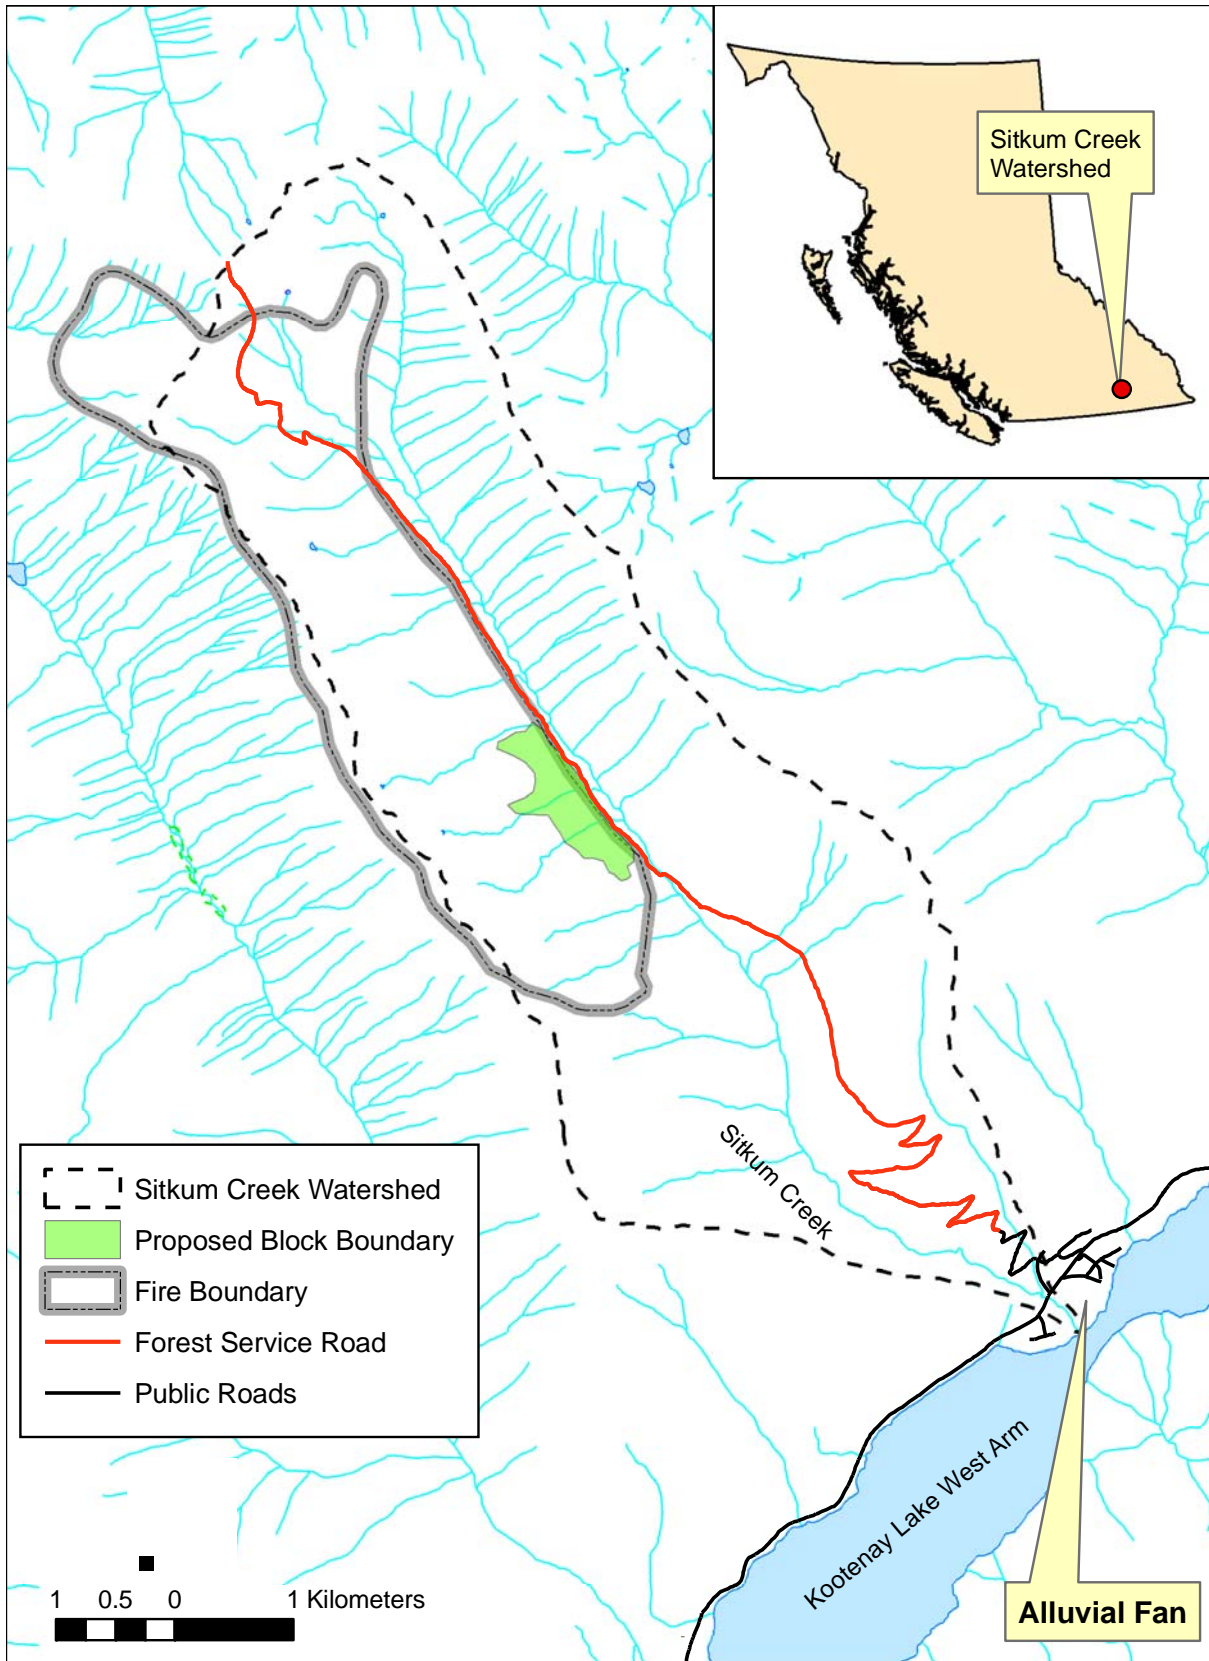 Sitkum Creek
Watershed
Sitkum Creek
Sitkum Creek Watershed
Proposed Block Boundary
Fire Boundary
Forest Service Road
Public Roads
Kootenay Lake West Arm
1 0.5 0 1 Kilometers
Alluvial Fan